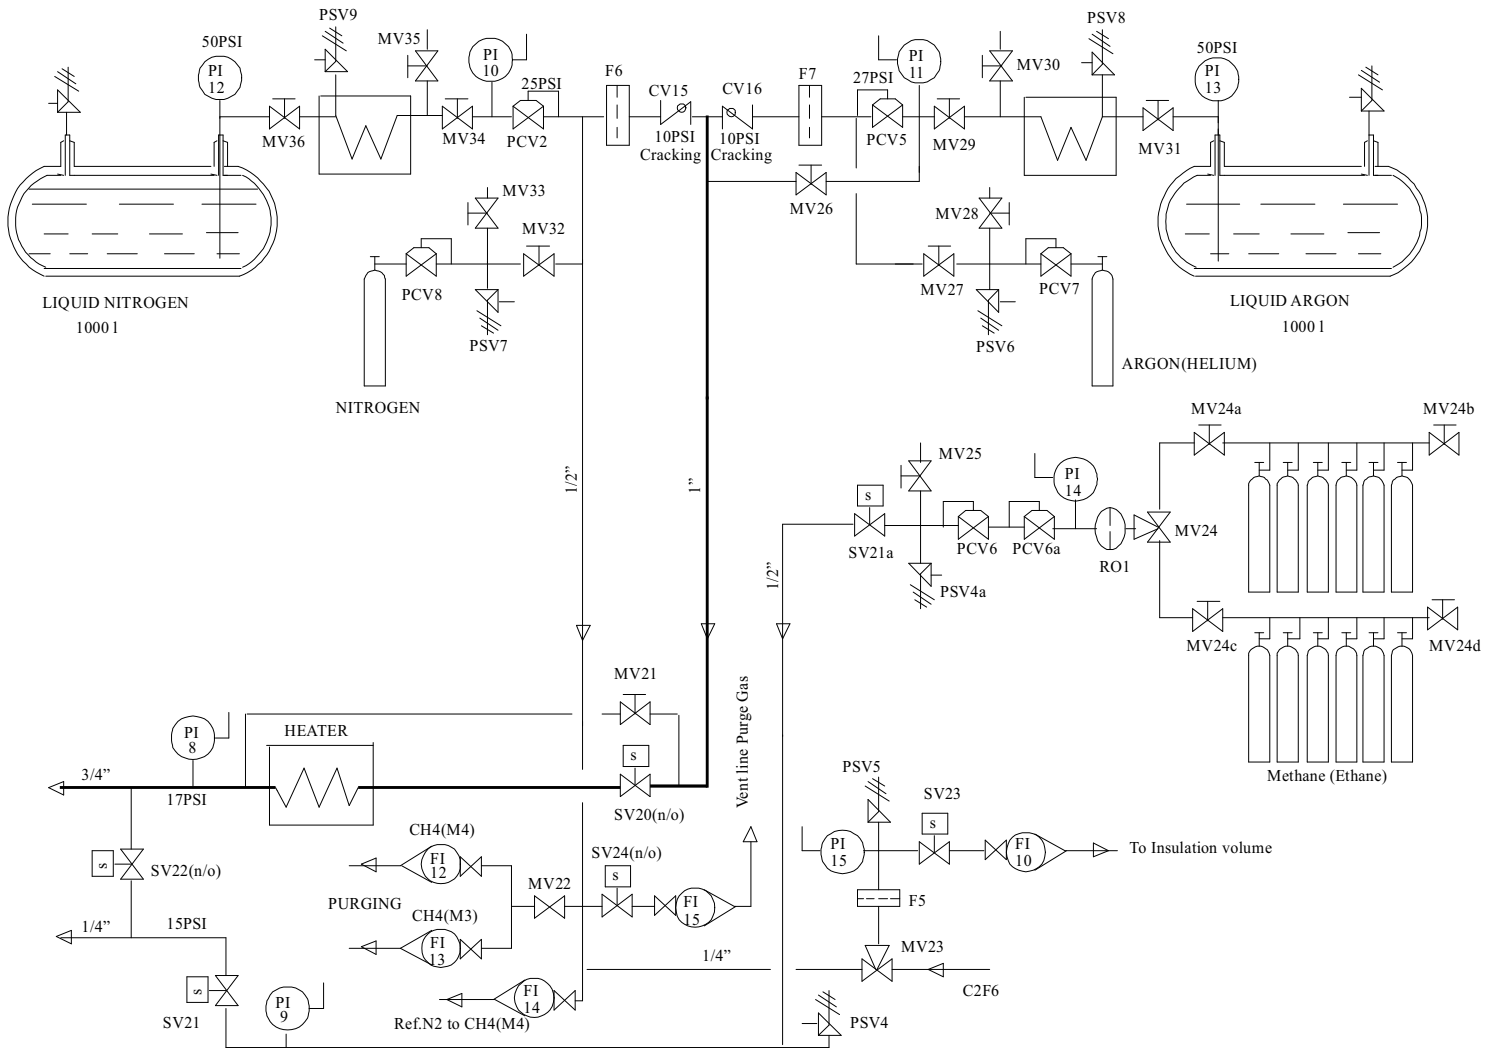 PSV9
50PSI
MV35
PI
10
PI
12
25PSI
F6
CV15
CV16
F7
27PSI
PI
11
MV30
PSV8
50PSI
PI
13
MV36
MV34
PCV2
10PSI
Cracking
10PSI
Cracking
PCV5
MV29
MV31
MV33
MV32
MV26
MV28
PCV8
MV27
PCV7
PSV7
PSV6
LIQUID NITROGEN
1000 l
LIQUID ARGON
1000 l
NITROGEN
ARGON(HELIUM)
MV24a
MV24b
MV25
PI
14
s
1/2”
1”
SV21a
PCV6
PCV6a
MV24
RO1
1/2”
PSV4a
MV24c
MV24d
Methane (Ethane)
MV21
Vent line Purge Gas
PI
8
HEATER
3/4”
17PSI
s
SV20(n/o)
PSV5
SV23
s
PI
15
FI
10
To Insulation volume
CH4(M4)
FI
12
s
SV22(n/o)
SV24(n/o)
s
MV22
FI
15
F5
PURGING
CH4(M3)
FI
13
1/4”
15PSI
1/4”
MV23
C2F6
s
SV21
PI
9
FI
14
Ref.N2 to CH4(M4)
PSV4